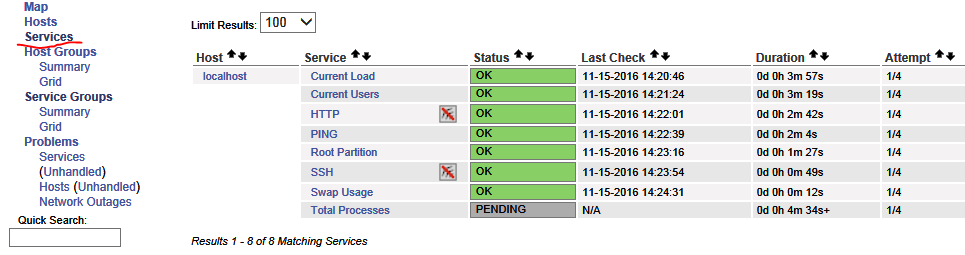 Map
Hosts
Services
Host Groups
Summary
Grid
Service Groups
Summary
Grid
Problems
Services
(Unhandled)
Hosts (Unhandled)
Network Outages
Quick Search:
Limit Results: 100
Host Service Status Last Check Duration Attempt
localhost Current Load OK 11-15-2016 14:20:46 0d 0h 3m 57s 1/4
Current Users OK 11-15-2016 14:21:24 0d 0h 3m 19s 1/4
HTTP OK 11-15-2016 14:22:01 0d 0h 2m 42s 1/4
PING OK 11-15-2016 14:22:39 0d 0h 2m 4s 1/4
Root Partition OK 11-15-2016 14:23:16 0d 0h 1m 27s 1/4
SSH OK 11-15-2016 14:23:54 0d 0h 0m 49s 1/4
Swap Usage OK 11-15-2016 14:24:31 0d 0h 0m 12s 1/4
Total Processes PENDING N/A 0d 0h 4m 34s+ 1/4
Results 1 - 8 of 8 Matching Services